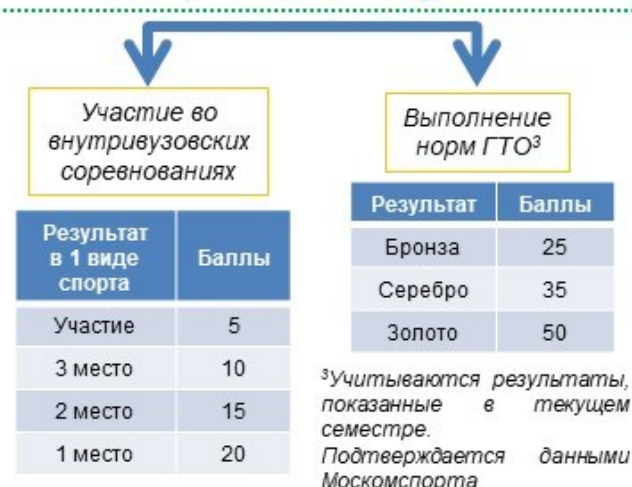 Участие во
внутривузовских
соревнованиях
Результат
в 1 виде
спорта
Баллы
Участие 5
3 место 10
2 место 15
1 место 20
Выполнение
норм ГТО³
Результат Баллы
Бронза 25
Серебро 35
Золото 50
³Учитываются результаты,
показанные в текущем
семестре.
Подтверждается данными
Москомспорта